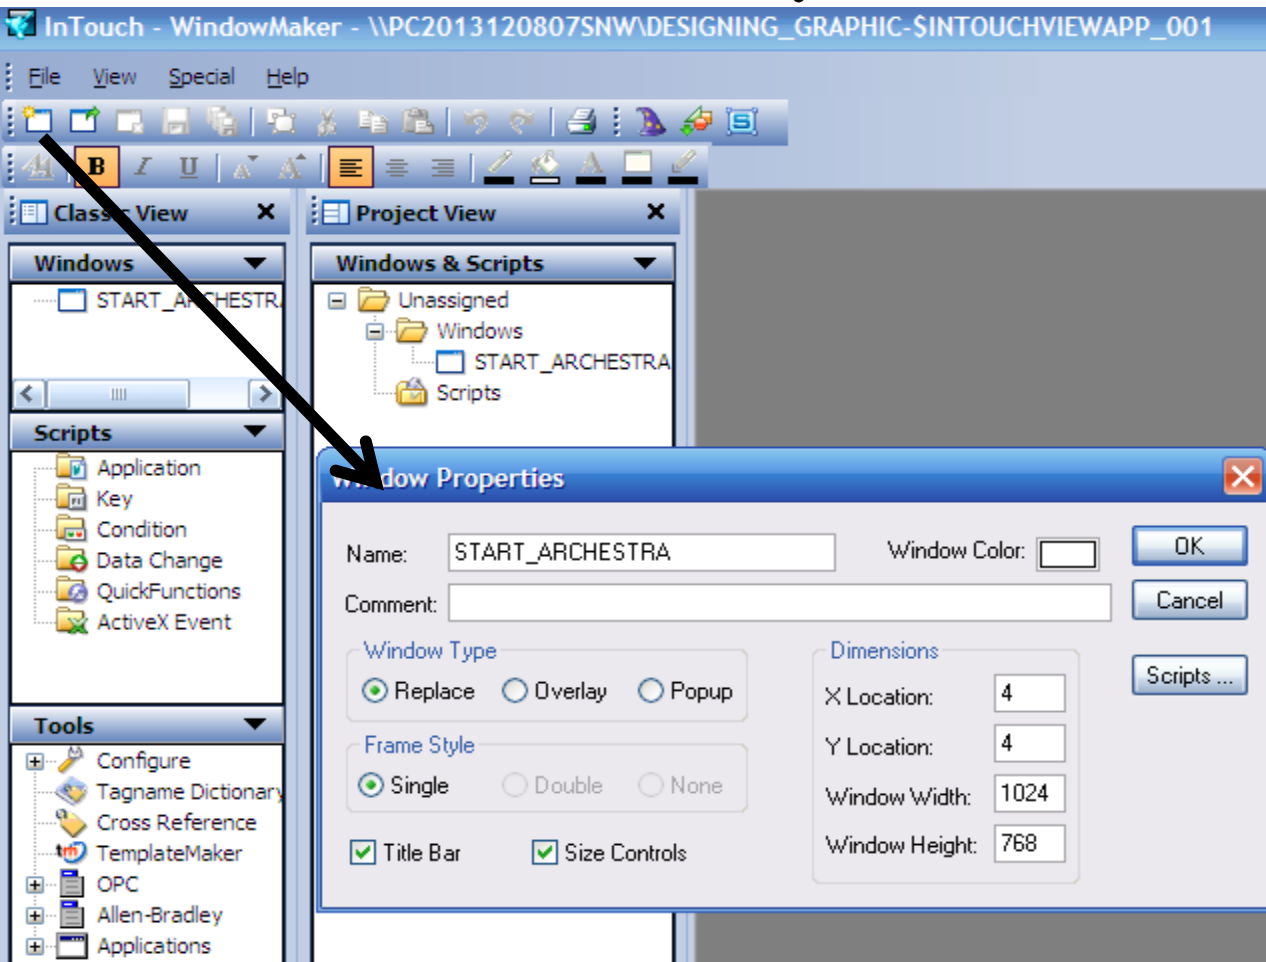 InTouch - WindowMaker - \\PC2013120807SNW\DESIGNING_GRAPHIC-$INTOUCHVIEWAPP_001
File View Special Help
B I U
Classic View
Windows
START_ARCHESTRA
Scripts
Application
Key
Condition
Data Change
QuickFunctions
ActiveX Event
Tools
Configure
Tagname Dictionary
Cross Reference
TemplateMaker
OPC
Allen-Bradley
Applications
Project View
Windows & Scripts
Unassigned
Windows
START_ARCHESTRA
Scripts
Window Properties
Name: START_ARCHESTRA Window Color: OK
Comment: Cancel
Window Type
Replace Overlay Popup
Frame Style
Single Double None
Title Bar Size Controls
Dimensions
X Location: 4
Y Location: 4
Window Width: 1024
Window Height: 768
Scripts ...